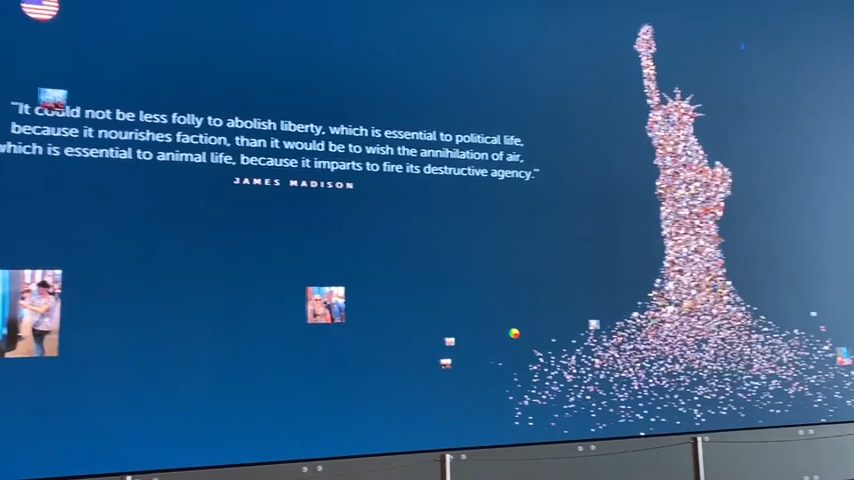 "It could not be less folly to abolish liberty, which is essential to political life,
because it nourishes faction, than it would be to wish the annihilation of air,
which is essential to animal life, because it imparts to fire its destructive agency."
JAMES MADISON